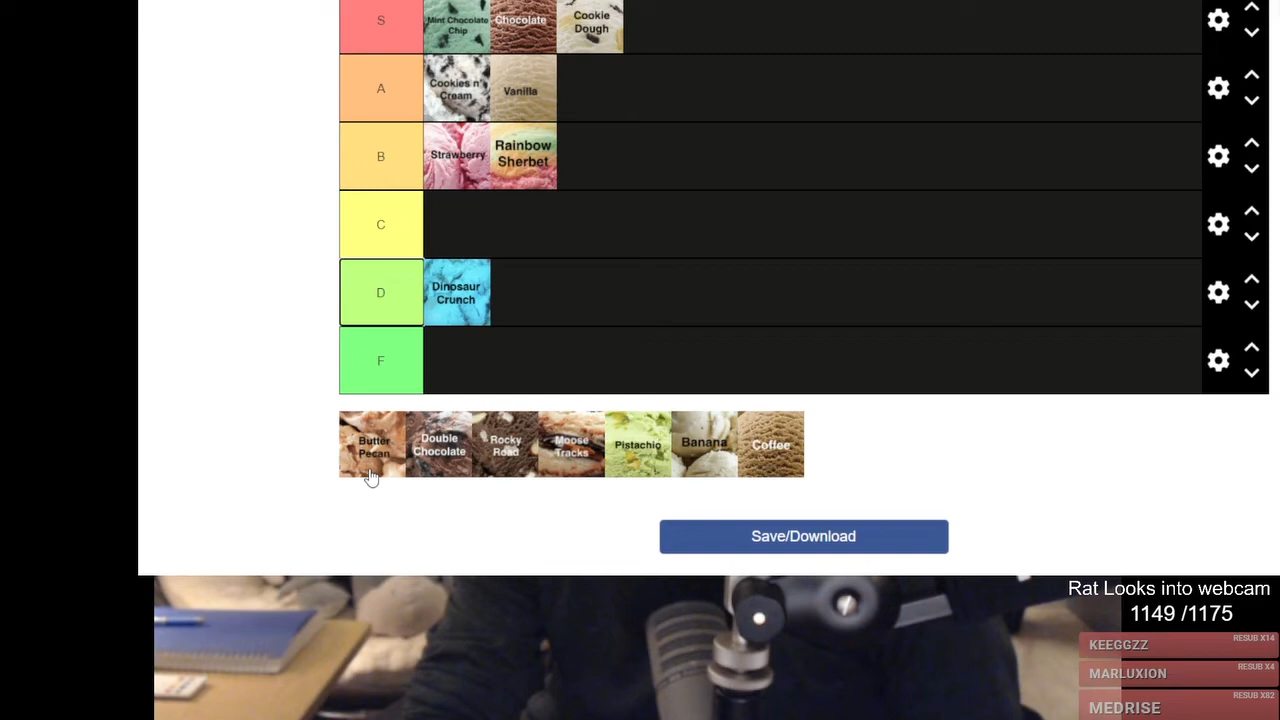 S
Mint Chocolate
Chip
Chocolate
Cookie
Dough
A
Cookies n'
Cream
Vanilla
B
Strawberry
Rainbow
Sherbet
C
D
Dinosaur
Crunch
F
Butter
Pecan
Double
Chocolate
Rocky
Road
Moose
Tracks
Pistachio
Banana
Coffee
Save/Download
Rat Looks into webcam
1149 /1175
KEEGGZZ
RESUB X14
MARLUXION
RESUB X4
MEDRISE
RESUB X82